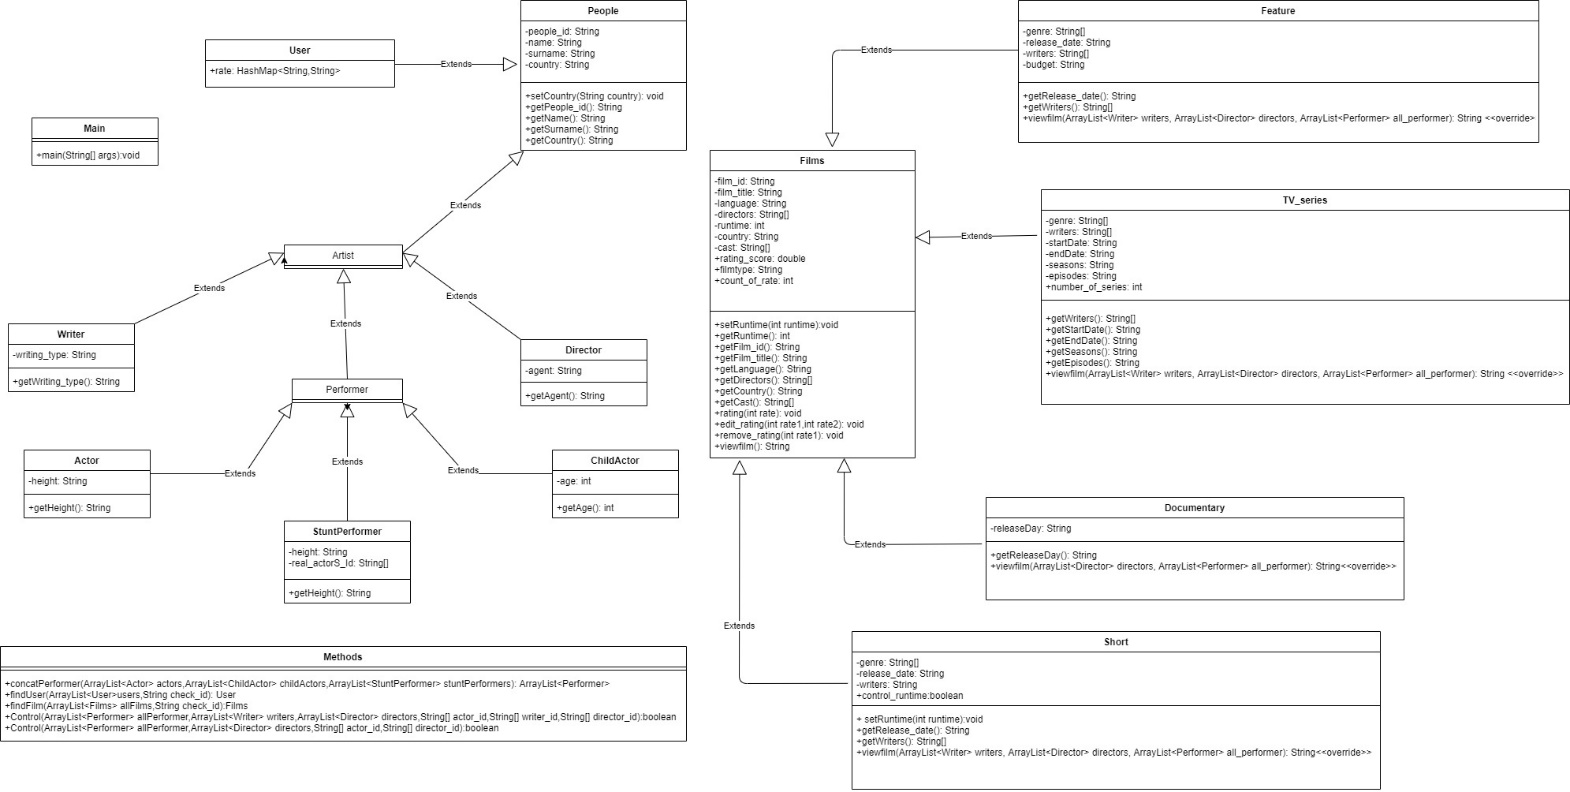 People
-people_id: String
-name: String
-surname: String
-country: String
+setCountry(String country): void
+getPeople_id(): String
+getName(): String
+getSurname(): String
+getCountry(): String
User
+rate: HashMap<String,String>
Extends
Main
+main(String[] args):void
Extends
Artist
Extends
Extends
Extends
Writer
-writing_type: String
+getWriting_type(): String
Director
-agent: String
+getAgent(): String
Performer
Extends
Extends
Extends
Actor
-height: String
+getHeight(): String
StuntPerformer
-height: String
-real_actorS_Id: String[]
+getHeight(): String
ChildActor
-age: int
+getAge(): int
Methods
+concatPerformer(ArrayList<Actor> actors,ArrayList<ChildActor> childActors,ArrayList<StuntPerformer> stuntPerformers): ArrayList<Performer>
+findUser(ArrayList<User>users,String check_id): User
+findFilm(ArrayList<Films> allFilms,String check_id):Films
+Control(ArrayList<Performer> allPerformer,ArrayList<Writer> writers,ArrayList<Director> directors,String[] actor_id,String[] writer_id,String[] director_id):boolean
+Control(ArrayList<Performer> allPerformer,ArrayList<Director> directors,String[] actor_id,String[] director_id):boolean
Feature
-genre: String[]
-release_date: String
-writers: String[]
-budget: String
+getRelease_date(): String
+getWriters(): String[]
+viewfilm(ArrayList<Writer> writers, ArrayList<Director> directors, ArrayList<Performer> all_performer): String <<override>
Extends
Films
-film_id: String
-film_title: String
-language: String
-directors: String[]
-runtime: int
-country: String
-cast: String[]
+rating_score: double
+filmtype: String
+count_of_rate: int
+setRuntime(int runtime):void
+getRuntime(): int
+getFilm_id(): String
+getFilm_title(): String
+getLanguage(): String
+getDirectors(): String[]
+getCountry(): String
+getCast(): String[]
+rating(int rate): void
+edit_rating(int rate1,int rate2): void
+remove_rating(int rate1): void
+viewfilm(): String
Extends
TV_series
-genre: String[]
-writers: String[]
-startDate: String
-endDate: String
-seasons: String
-episodes: String
+number_of_series: int
+getWriters(): String[]
+getStartDate(): String
+getEndDate(): String
+getSeasons(): String
+getEpisodes(): String
+viewfilm(ArrayList<Writer> writers, ArrayList<Director> directors, ArrayList<Performer> all_performer): String <<override>>
Documentary
-releaseDay: String
+getReleaseDay(): String
+viewfilm(ArrayList<Director> directors, ArrayList<Performer> all_performer): String<<override>>
Extends
Extends
Short
-genre: String[]
-release_date: String
-writers: String
+control_runtime:boolean
+ setRuntime(int runtime):void
+getRelease_date(): String
+getWriters(): String[]
+viewfilm(ArrayList<Writer> writers, ArrayList<Director> directors, ArrayList<Performer> all_performer): String<<override>>